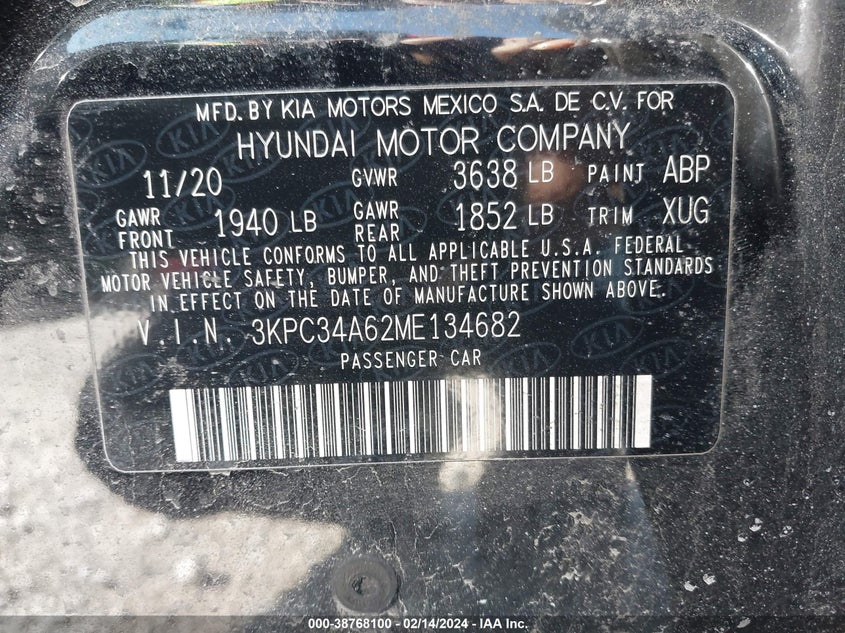 MFD. BY KIA MOTORS MEXICO S.A. DE C.V. FOR
HYUNDAI MOTOR COMPANY
11/20 GVWR 3638 LB PAINT ABP
GAWR FRONT 1940 LB GAWR REAR 1852 LB TRIM XUG
THIS VEHICLE CONFORMS TO ALL APPLICABLE U.S.A. FEDERAL
MOTOR VEHICLE SAFETY, BUMPER, AND THEFT PREVENTION STANDARDS
IN EFFECT ON THE DATE OF MANUFACTURE SHOWN ABOVE.
V.I.N. 3KPC34A62ME134682
PASSENGER CAR
000-38768100 - 02/14/2024 - IAA Inc.